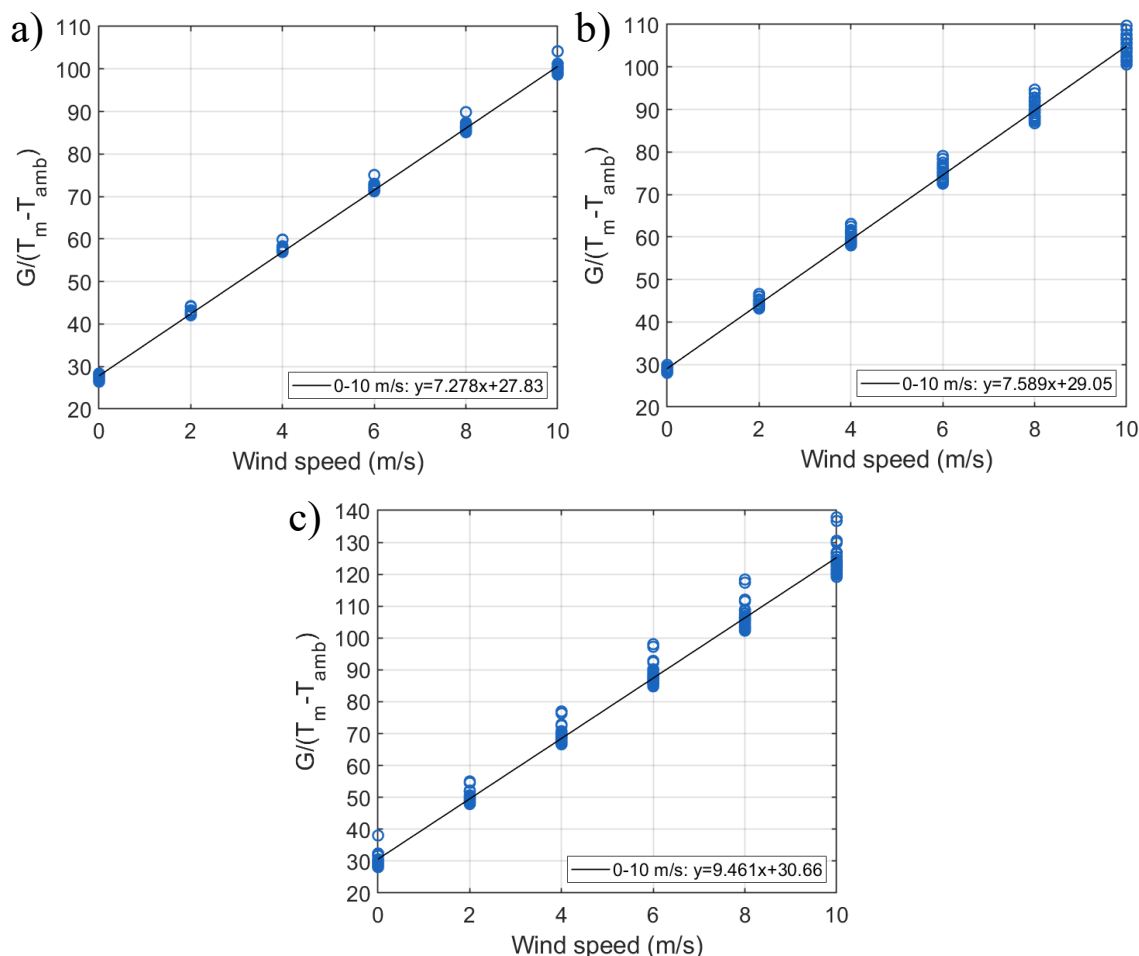 a)
110
100
90
80
70
60
50
40
30
20
G/(T_m-T_amb)
0-10 m/s: y=7.278x+27.83
0 2 4 6 8 10
Wind speed (m/s)
b)
110
100
90
80
70
60
50
40
30
20
G/(T_m-T_amb)
0-10 m/s: y=7.589x+29.05
0 2 4 6 8 10
Wind speed (m/s)
c)
140
130
120
110
100
90
80
70
60
50
40
30
20
G/(T_m-T_amb)
0-10 m/s: y=9.461x+30.66
0 2 4 6 8 10
Wind speed (m/s)